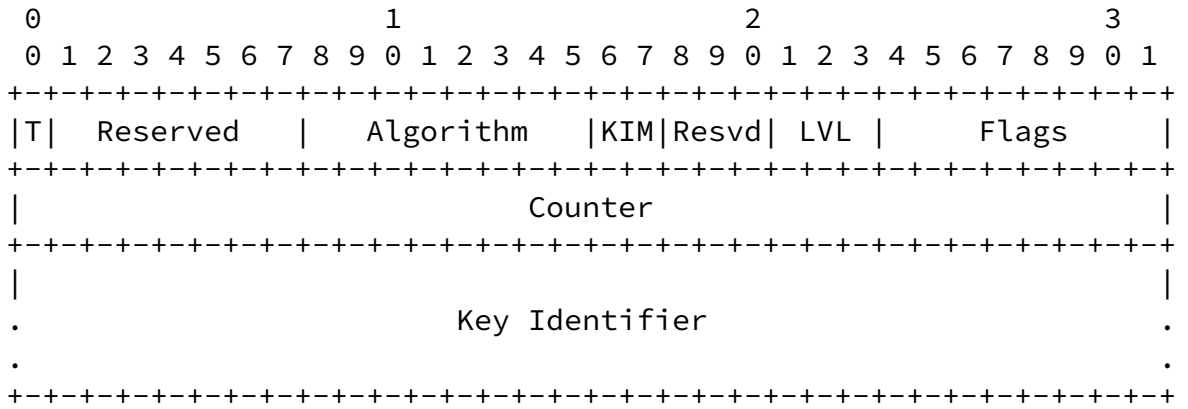 0                   1                   2                   3
 0 1 2 3 4 5 6 7 8 9 0 1 2 3 4 5 6 7 8 9 0 1 2 3 4 5 6 7 8 9 0 1
+-+-+-+-+-+-+-+-+-+-+-+-+-+-+-+-+-+-+-+-+-+-+-+-+-+-+-+-+-+-+-+-+
|T|  Reserved   |   Algorithm   |KIM|Resvd| LVL |     Flags     |
+-+-+-+-+-+-+-+-+-+-+-+-+-+-+-+-+-+-+-+-+-+-+-+-+-+-+-+-+-+-+-+-+
|                            Counter                            |
+-+-+-+-+-+-+-+-+-+-+-+-+-+-+-+-+-+-+-+-+-+-+-+-+-+-+-+-+-+-+-+-+
|                                                               |
.                        Key Identifier                         .
.                                                               .
+-+-+-+-+-+-+-+-+-+-+-+-+-+-+-+-+-+-+-+-+-+-+-+-+-+-+-+-+-+-+-+-+